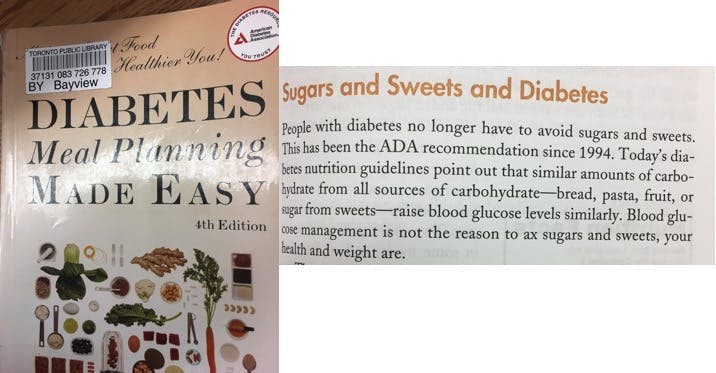 t Food
Healthier You!
TORONTO PUBLIC LIBRARY
37131 083 726 778
BY Bayview
THE DIABETES
YOU TRUST
American
Diabetes
Association
DIABETES
Meal Planning
MADE EASY
4th Edition
Sugars and Sweets and Diabetes
People with diabetes no longer have to avoid sugars and sweets.
This has been the ADA recommendation since 1994. Today's dia-
betes nutrition guidelines point out that similar amounts of carbo-
hydrate from all sources of carbohydrate—bread, pasta, fruit, or
sugar from sweets—raise blood glucose levels similarly. Blood glu-
cose management is not the reason to ax sugars and sweets, your
health and weight are.